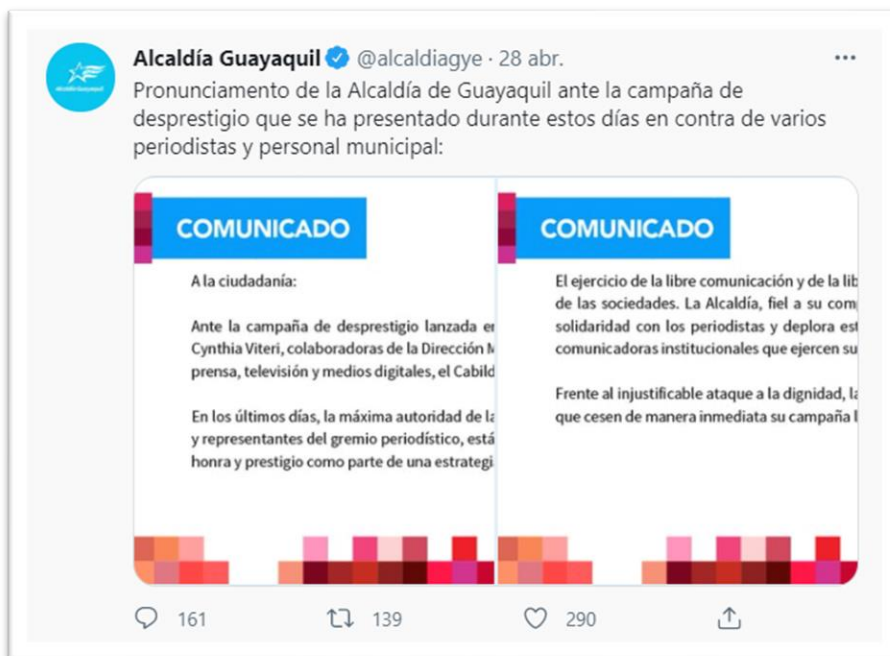 Alcaldía Guayaquil @alcaldiagye · 28 abr.
Pronunciamento de la Alcaldía de Guayaquil ante la campaña de
desprestigio que se ha presentado durante estos días en contra de varios
periodistas y personal municipal:
COMUNICADO
A la ciudadanía:
Ante la campaña de desprestigio lanzada en
Cynthia Viteri, colaboradoras de la Dirección M
prensa, televisión y medios digitales, el Cabild
En los últimos días, la máxima autoridad de la
y representantes del gremio periodístico, está
honra y prestigio como parte de una estrategi
COMUNICADO
El ejercicio de la libre comunicación y de la lib
de las sociedades. La Alcaldía, fiel a su com
solidaridad con los periodistas y deplora est
comunicadoras institucionales que ejercen su
Frente al injustificable ataque a la dignidad, la
que cesen de manera inmediata su campaña l
161 139 290